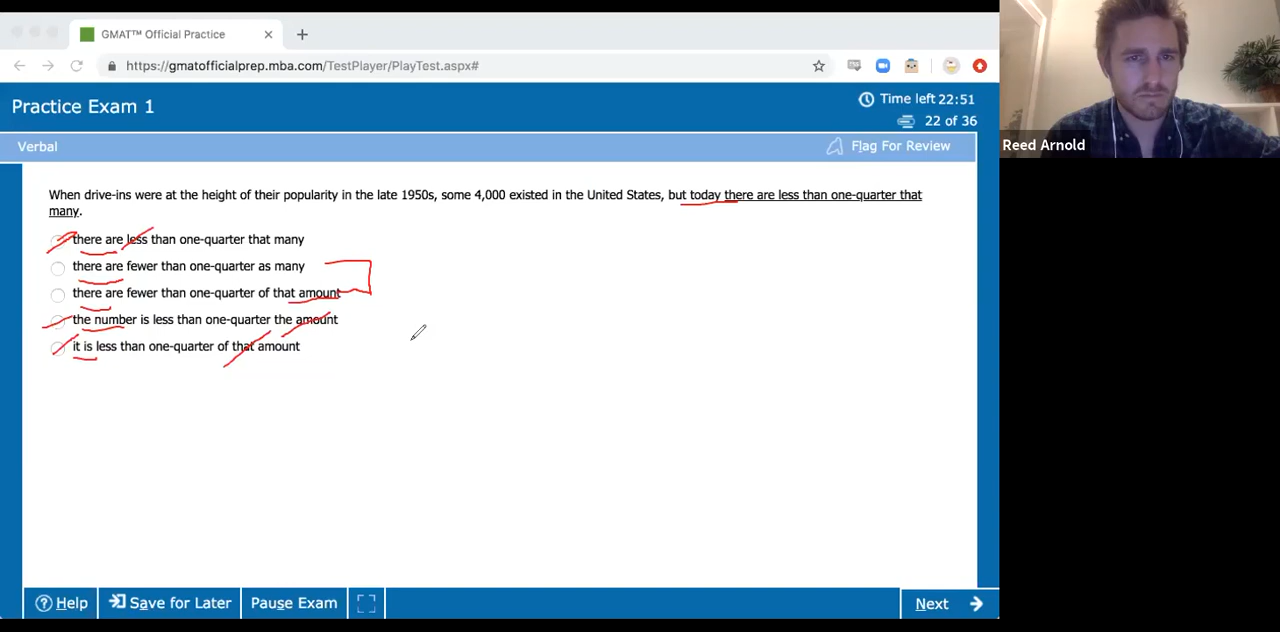 GMAT™ Official Practice
https://gmatofficialprep.mba.com/TestPlayer/PlayTest.aspx#
Practice Exam 1
Time left 22:51
22 of 36
Verbal
Flag For Review
Reed Arnold
When drive-ins were at the height of their popularity in the late 1950s, some 4,000 existed in the United States, but today there are less than one-quarter that
many.
there are less than one-quarter that many
there are fewer than one-quarter as many
there are fewer than one-quarter of that amount
the number is less than one-quarter the amount
it is less than one-quarter of that amount
Help
Save for Later
Pause Exam
Next